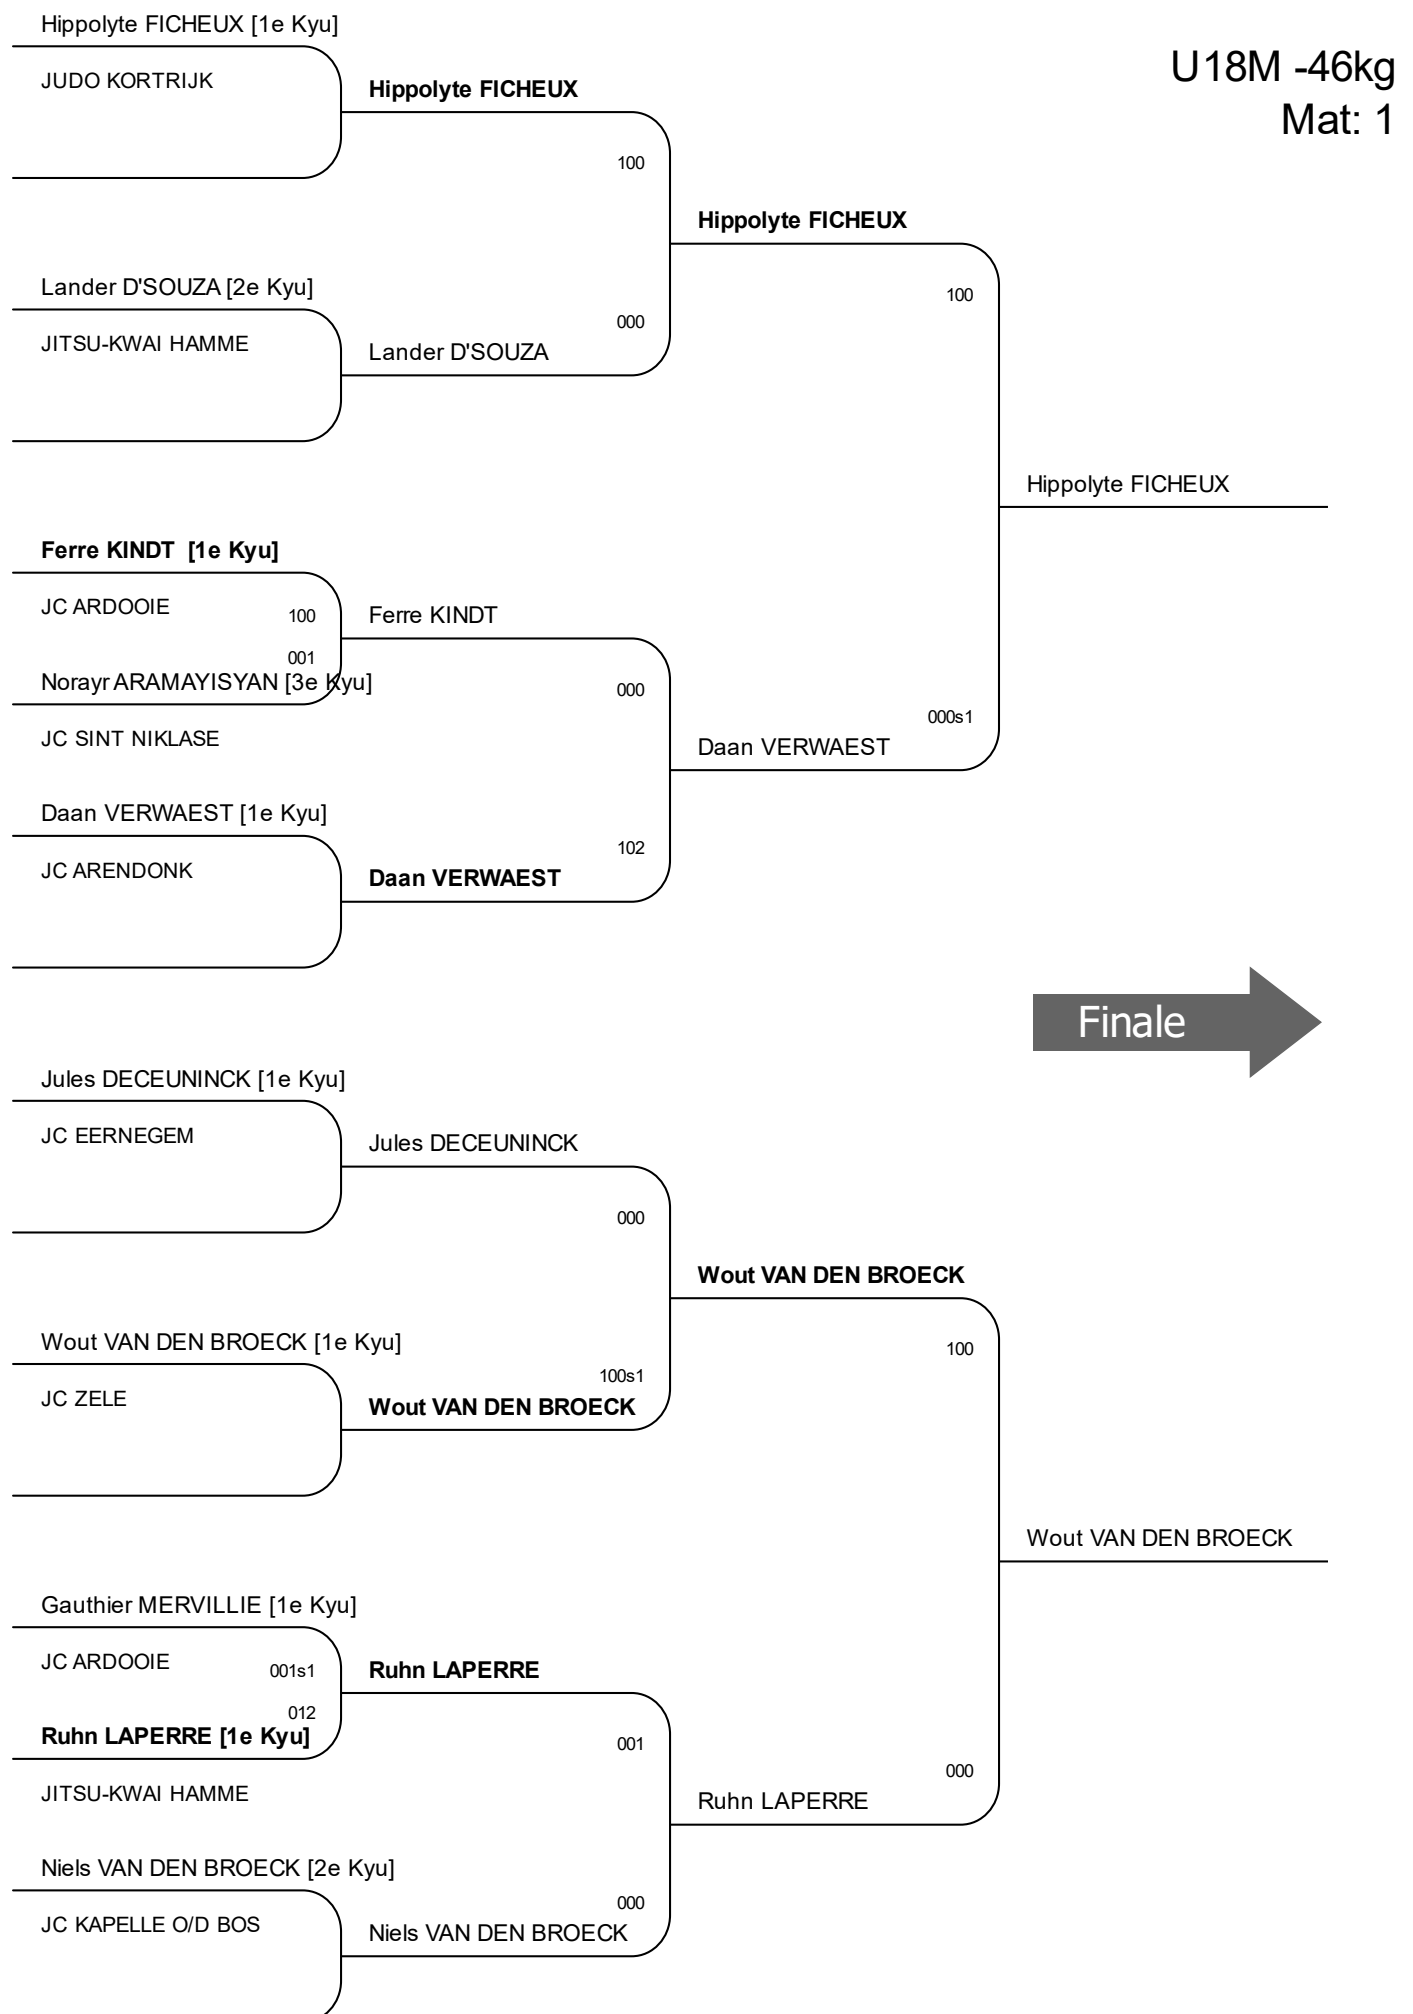 Hippolyte FICHEUX [1e Kyu]
U18M -46kg
JUDO KORTRIJK
Hippolyte FICHEUX
Mat: 1
100
Hippolyte FICHEUX
Lander D'SOUZA [2e Kyu]
100
000
JITSU-KWAI HAMME
Lander D'SOUZA
Hippolyte FICHEUX
Ferre KINDT [1e Kyu]
JC ARDOOIE
100
Ferre KINDT
001
Norayr ARAMAYISYAN [3e Kyu]
000
000s1
JC SINT NIKLASE
Daan VERWAEST
Daan VERWAEST [1e Kyu]
102
JC ARENDONK
Daan VERWAEST
Finale
Jules DECEUNINCK [1e Kyu]
JC EERNEGEM
Jules DECEUNINCK
000
Wout VAN DEN BROECK
Wout VAN DEN BROECK [1e Kyu]
100
100s1
JC ZELE
Wout VAN DEN BROECK
Wout VAN DEN BROECK
Gauthier MERVILLIE [1e Kyu]
JC ARDOOIE
001s1
Ruhn LAPERRE
012
Ruhn LAPERRE [1e Kyu]
001
000
JITSU-KWAI HAMME
Ruhn LAPERRE
Niels VAN DEN BROECK [2e Kyu]
000
JC KAPELLE O/D BOS
Niels VAN DEN BROECK